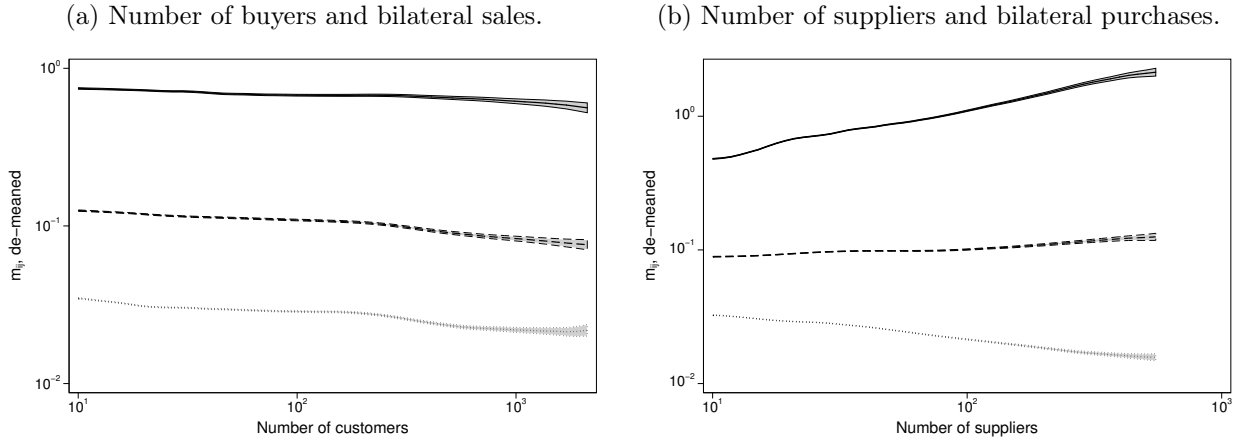 (a) Number of buyers and bilateral sales.
10⁰
10⁻¹
10⁻²
m_ij, de-meaned
10¹ 10² 10³
Number of customers
(b) Number of suppliers and bilateral purchases.
10⁰
10⁻¹
10⁻²
m_ij, de-meaned
10¹ 10² 10³
Number of suppliers